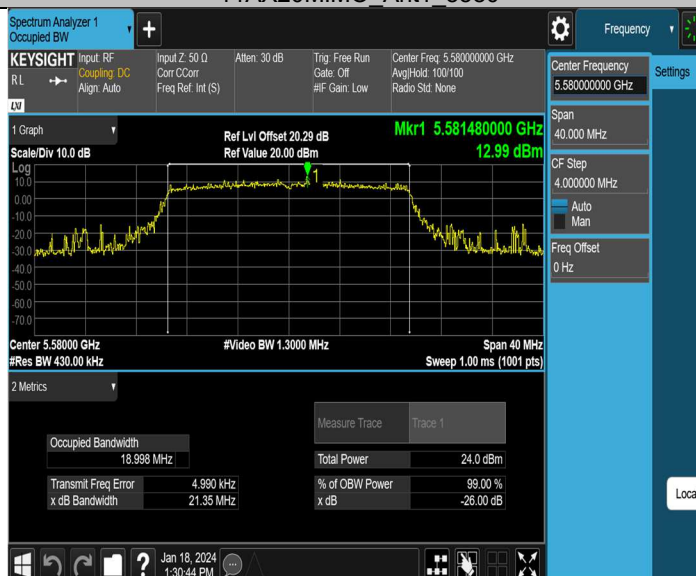 Spectrum Analyzer 1
Occupied BW
+
Frequency
KEYSIGHT
RL
LXI
Input: RF
Coupling: DC
Align: Auto
Input Z: 50 Ω
Corr CCorr
Freq Ref: Int (S)
Atten: 30 dB
Trig: Free Run
Gate: Off
#IF Gain: Low
Center Freq: 5.580000000 GHz
Avg|Hold: 100/100
Radio Std: None
Center Frequency
5.580000000 GHz
Settings
Span
40.000 MHz
CF Step
4.000000 MHz
Auto
Man
Freq Offset
0 Hz
1 Graph
Scale/Div 10.0 dB
Ref Lvl Offset 20.29 dB
Ref Value 20.00 dBm
Mkr1 5.581480000 GHz
12.99 dBm
Log
10.0
0.00
-10.0
-20.0
-30.0
-40.0
-50.0
-60.0
-70.0
1
Center 5.58000 GHz
#Res BW 430.00 kHz
#Video BW 1.3000 MHz
Span 40 MHz
Sweep 1.00 ms (1001 pts)
2 Metrics
Measure Trace
Trace 1
Occupied Bandwidth
18.998 MHz
Total Power
24.0 dBm
Transmit Freq Error
4.990 kHz
% of OBW Power
99.00 %
x dB Bandwidth
21.35 MHz
x dB
-26.00 dB
Loca
?
Jan 18, 2024
1:30:44 PM